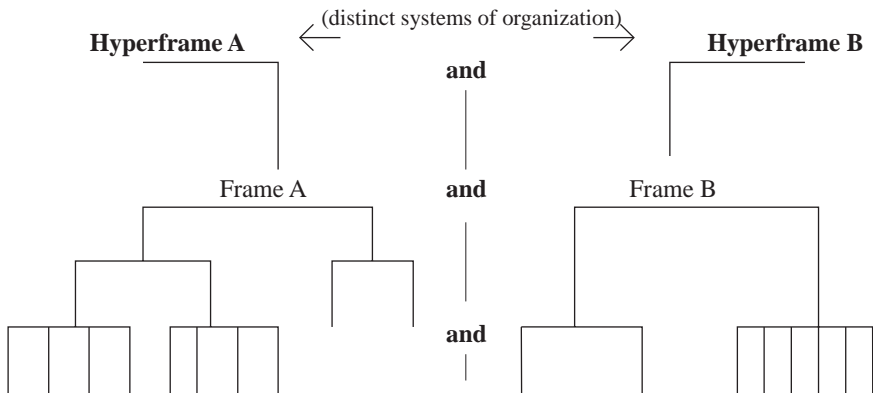 (distinct systems of organization)
Hyperframe A
Hyperframe B
and
Frame A
and
Frame B
and